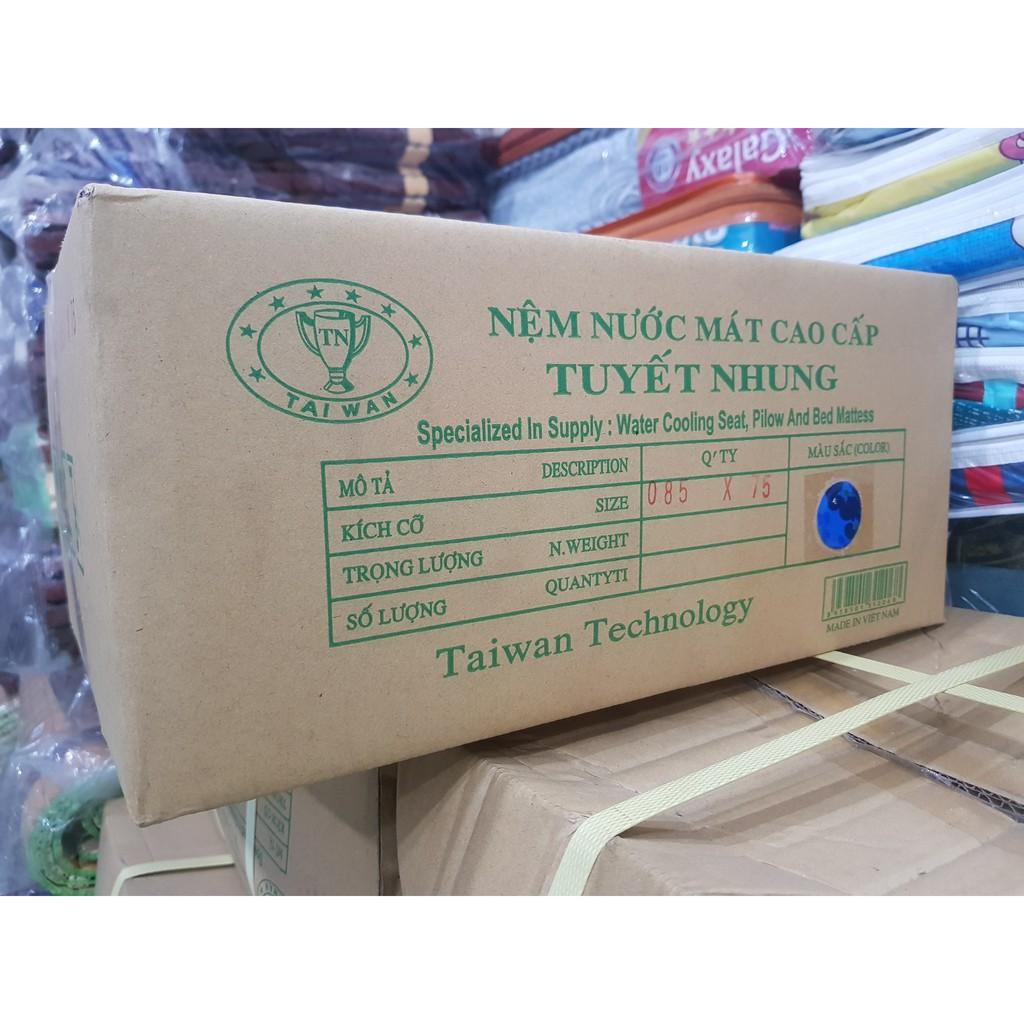 TN
TAI WAN
NỆM NƯỚC MÁT CAO CẤP
TUYẾT NHUNG
Specialized In Supply : Water Cooling Seat, Pilow And Bed Mattess
MÔ TẢ DESCRIPTION Q'TY MÀU SẮC (COLOR)
KÍCH CỠ SIZE 085 X 75
TRỌNG LƯỢNG N.WEIGHT
SỐ LƯỢNG QUANTYTI
Taiwan Technology
MADE IN VIET NAM
Galaxy